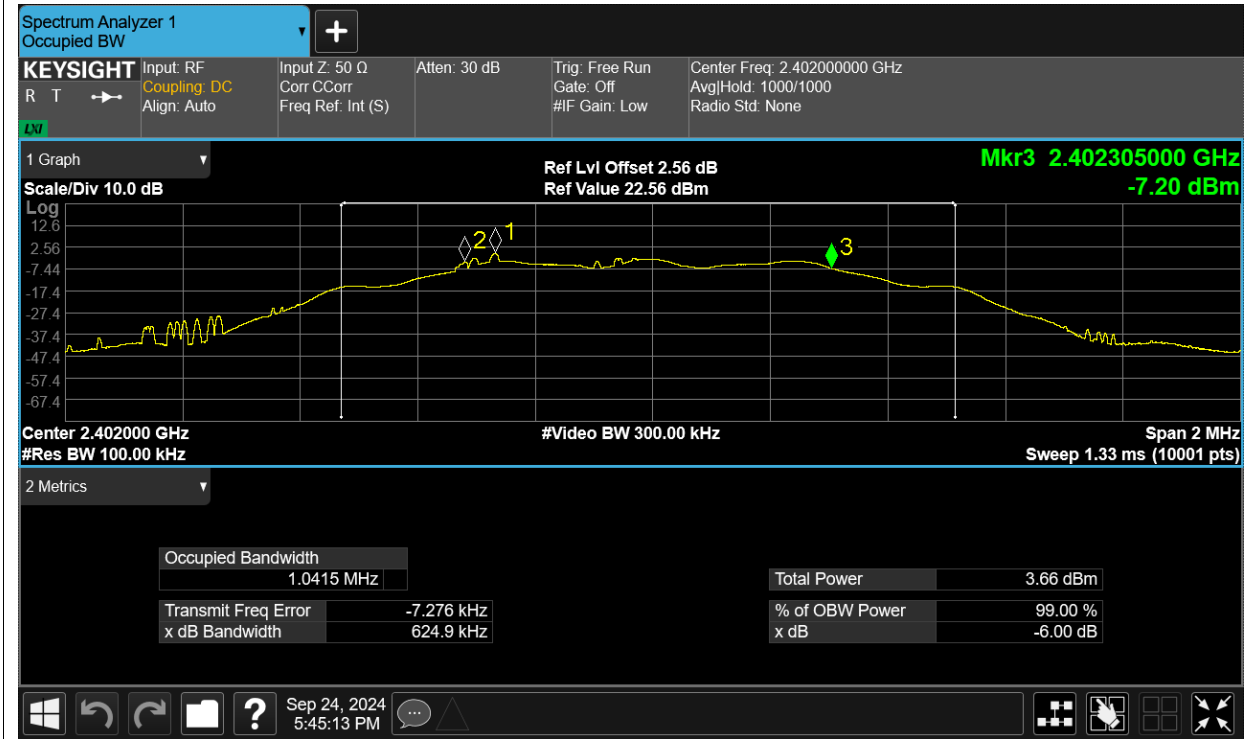 Spectrum Analyzer 1
Occupied BW
KEYSIGHT Input: RF Input Z: 50 Ω Atten: 30 dB Trig: Free Run Center Freq: 2.402000000 GHz
R T Coupling: DC Corr CCorr Gate: Off Avg|Hold: 1000/1000
Align: Auto Freq Ref: Int (S) #IF Gain: Low Radio Std: None
LXI
1 Graph Ref Lvl Offset 2.56 dB Mkr3 2.402305000 GHz
Scale/Div 10.0 dB Ref Value 22.56 dBm -7.20 dBm
Log
12.6
2.56
-7.44
-17.4
-27.4
-37.4
-47.4
-57.4
-67.4
2 1 3
Center 2.402000 GHz #Video BW 300.00 kHz Span 2 MHz
#Res BW 100.00 kHz Sweep 1.33 ms (10001 pts)
2 Metrics
Occupied Bandwidth
1.0415 MHz Total Power 3.66 dBm
Transmit Freq Error -7.276 kHz % of OBW Power 99.00 %
x dB Bandwidth 624.9 kHz x dB -6.00 dB
? Sep 24, 2024
5:45:13 PM